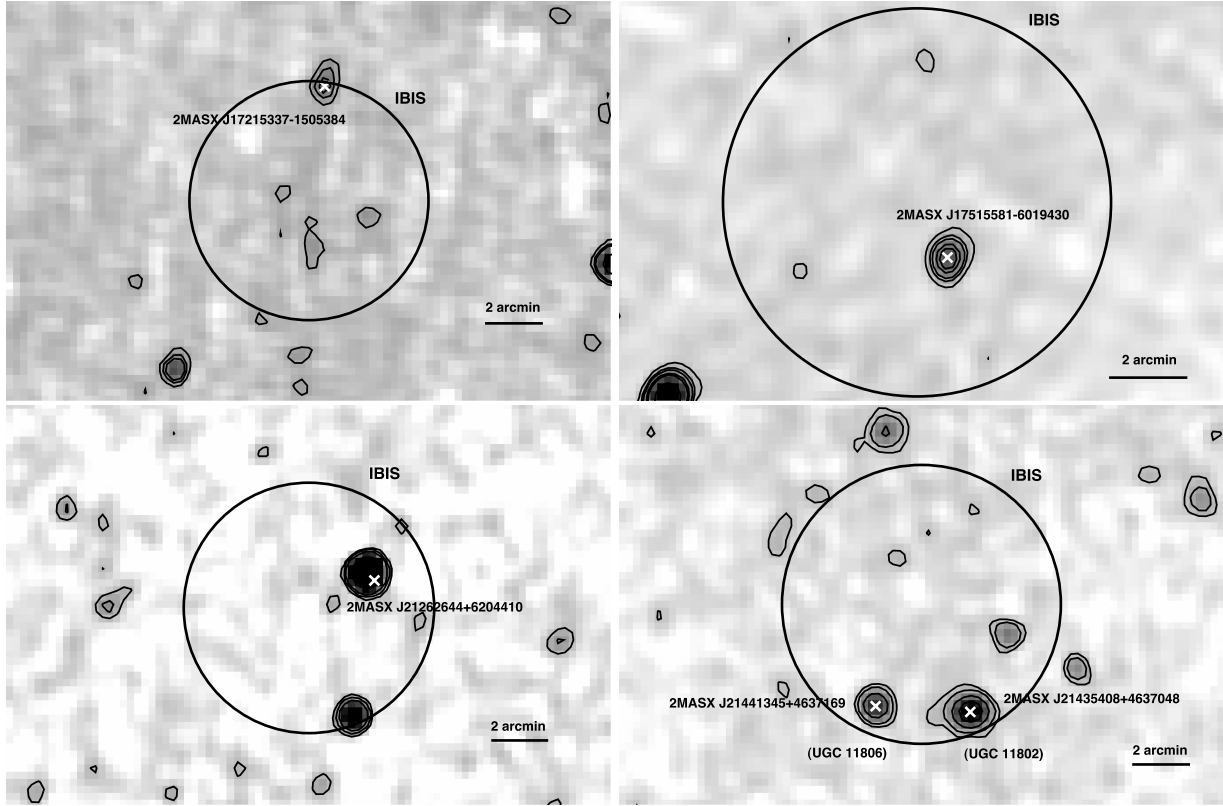 IBIS
2MASX J17215337-1505384
2 arcmin
IBIS
2MASX J17515581-6019430
2 arcmin
IBIS
2MASX J21262644+6204410
2 arcmin
IBIS
2MASX J21441345+4637169
2MASX J21435408+4637048
(UGC 11806)
(UGC 11802)
2 arcmin